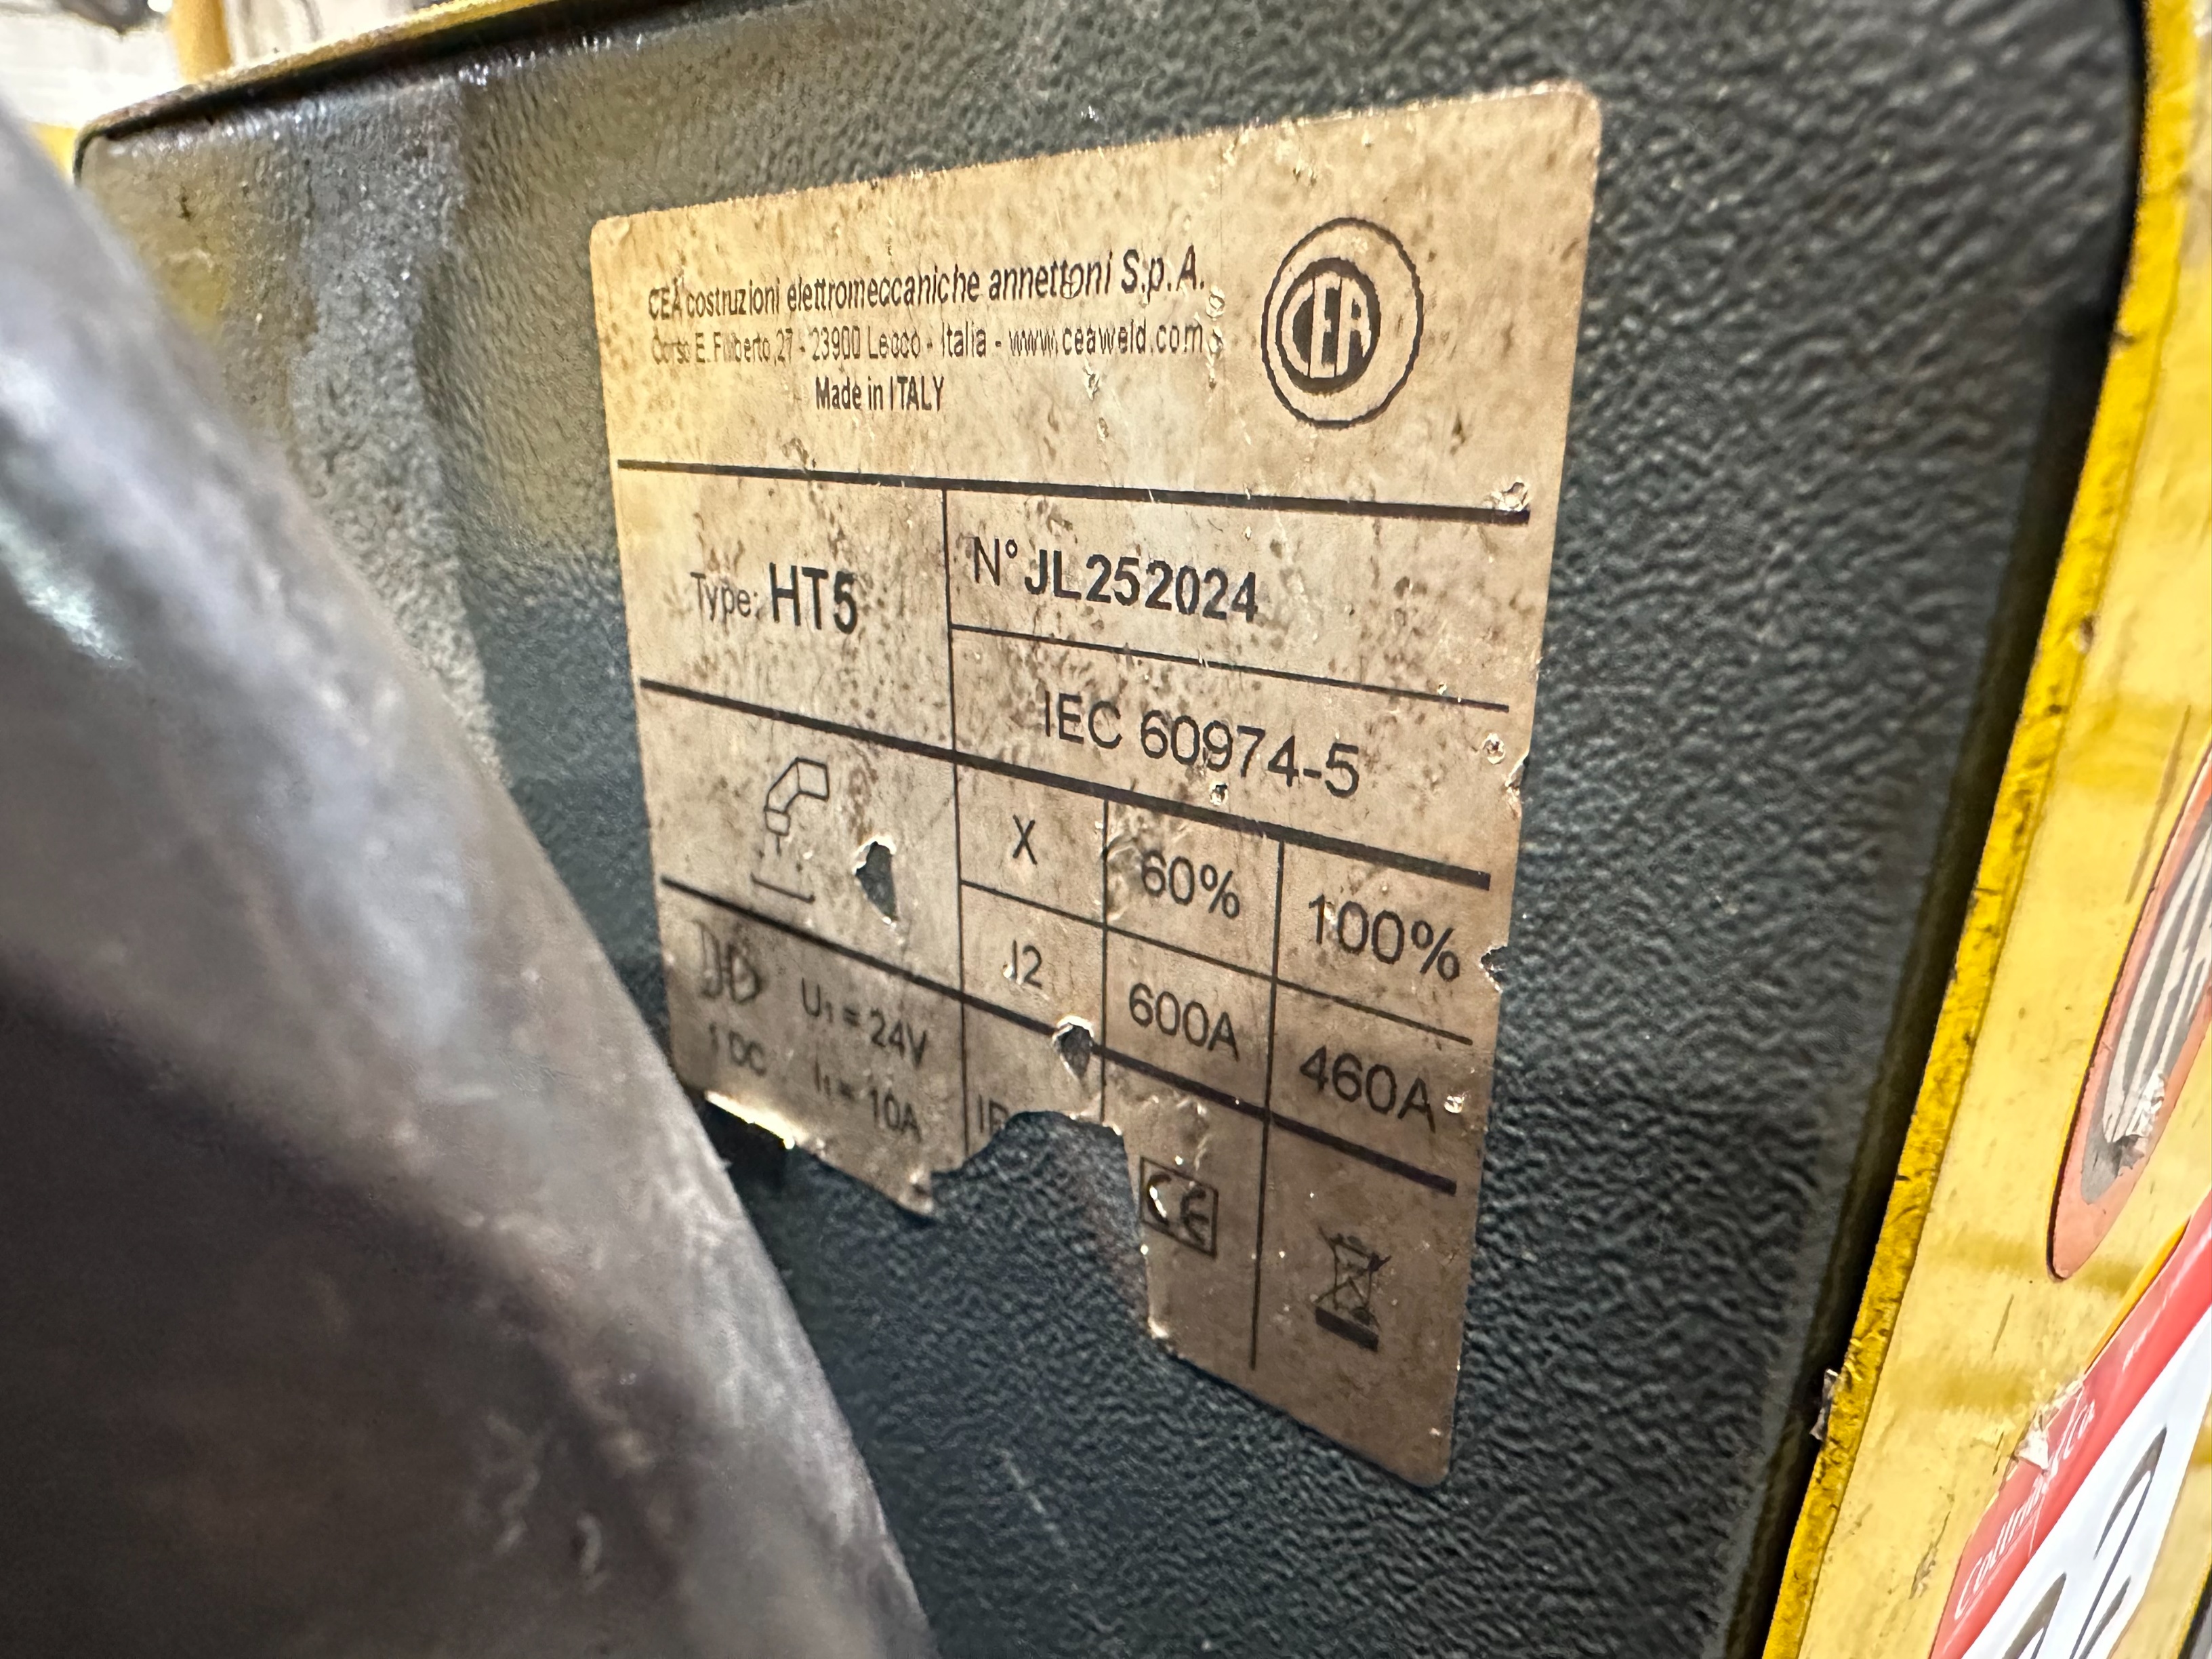 CEA costruzioni elettromeccaniche annettoni S.p.A.
Corso E. Filiberto, 27 - 23900 Lecco - Italia - www.ceaweld.com
Made in ITALY
CEA
Type: HT5
N° JL252024
IEC 60974-5
X 60% 100%
I2 600A 460A
U₁ = 24V
1 DC I₁ = 10A
IP
CE